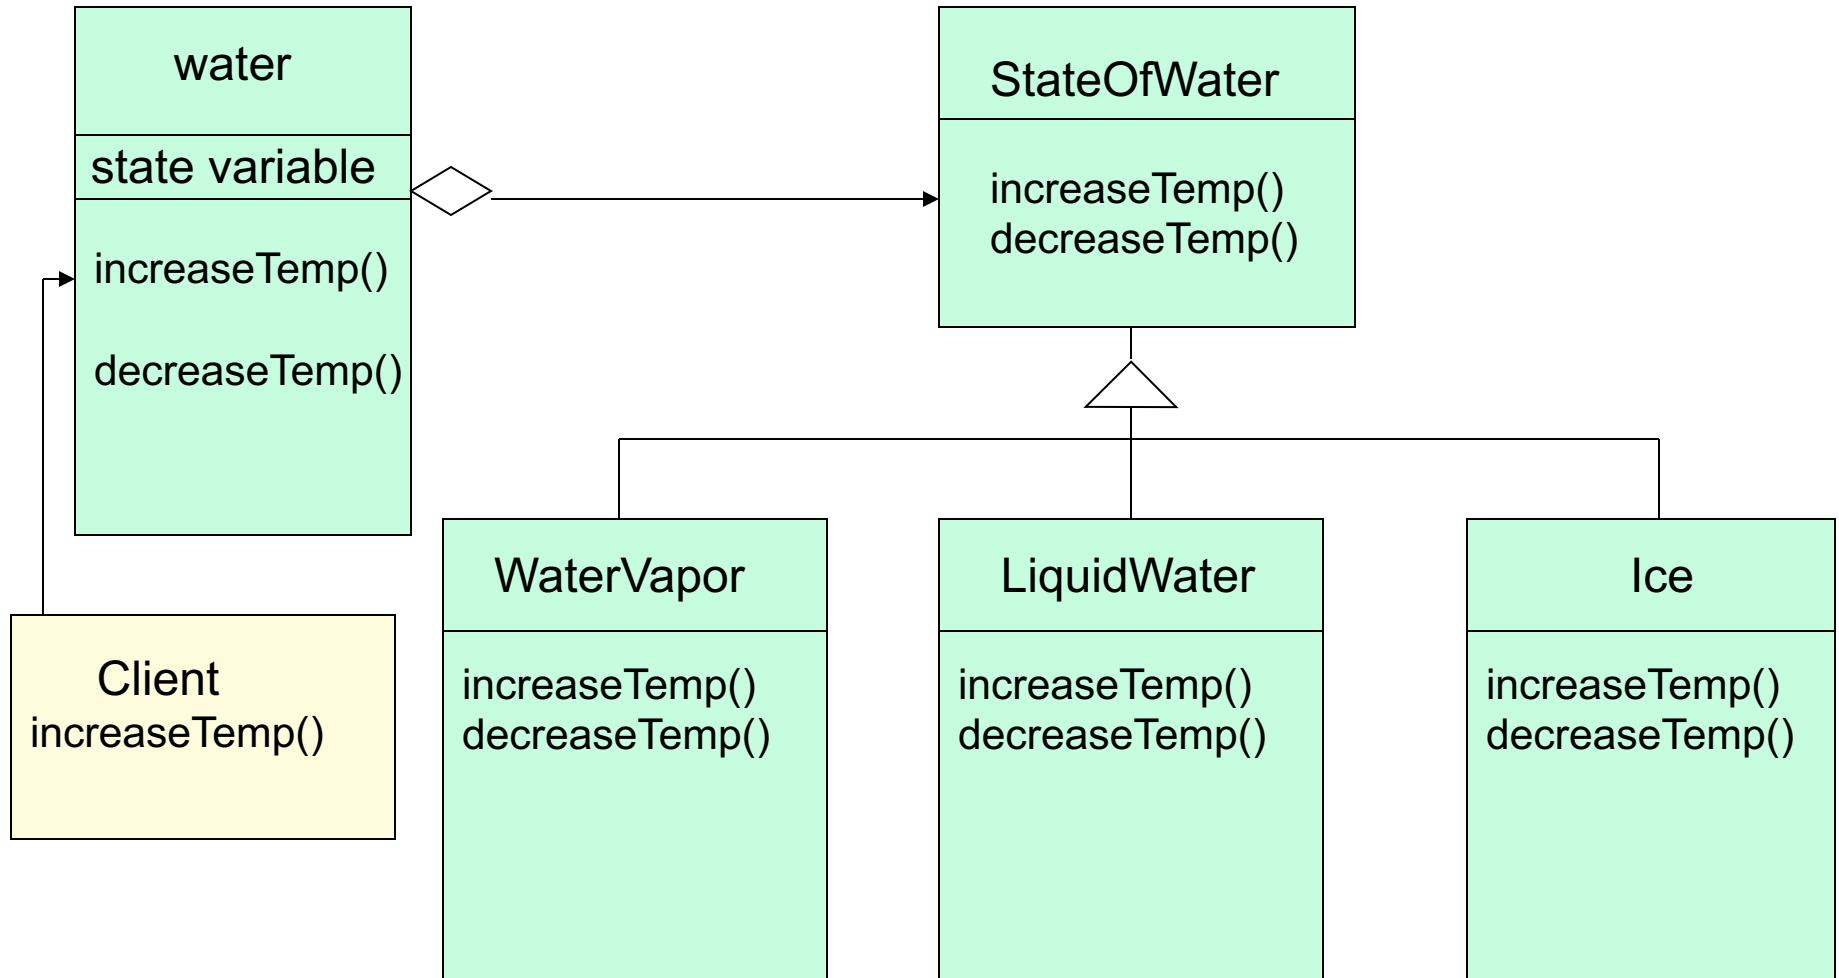 water
state variable
increaseTemp()
decreaseTemp()
StateOfWater
increaseTemp()
decreaseTemp()
Client
increaseTemp()
WaterVapor
increaseTemp()
decreaseTemp()
LiquidWater
increaseTemp()
decreaseTemp()
Ice
increaseTemp()
decreaseTemp()